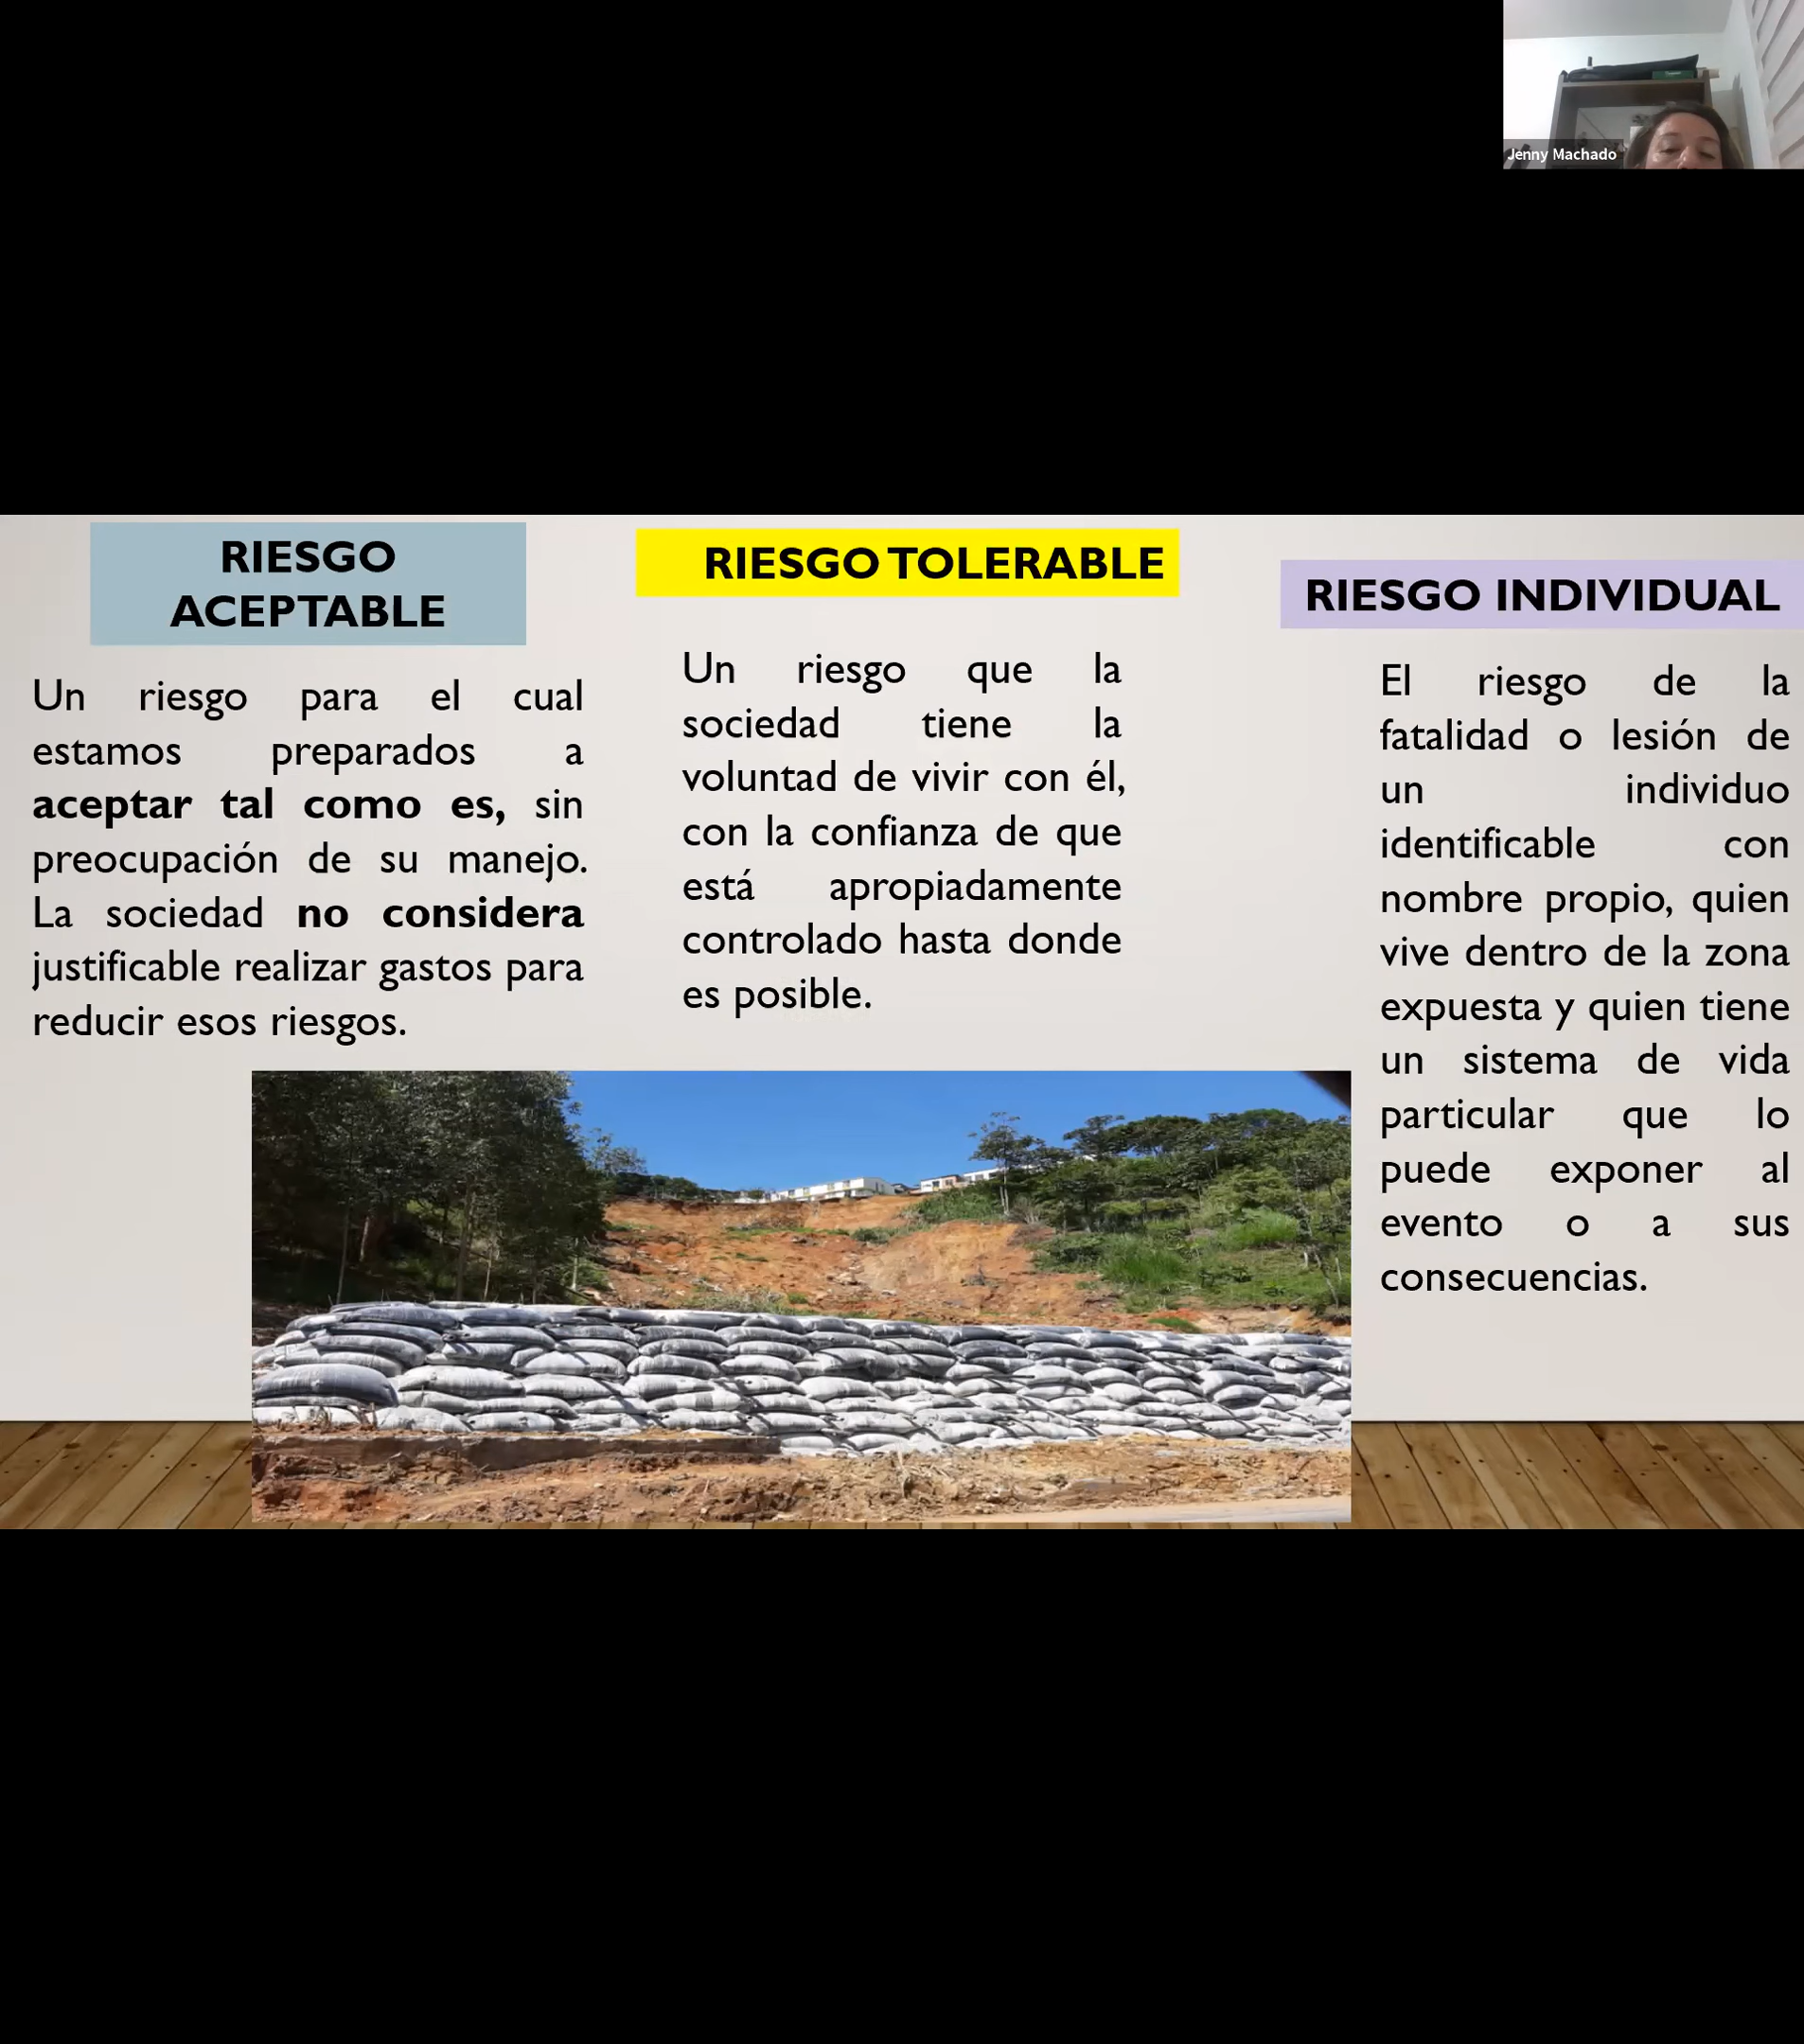 Jenny Machado
RIESGO
ACEPTABLE
Un riesgo para el cual
estamos preparados a
aceptar tal como es, sin
preocupación de su manejo.
La sociedad no considera
justificable realizar gastos para
reducir esos riesgos.
RIESGO TOLERABLE
Un riesgo que la
sociedad tiene la
voluntad de vivir con él,
con la confianza de que
está apropiadamente
controlado hasta donde
es posible.
RIESGO INDIVIDUAL
El riesgo de la
fatalidad o lesión de
un individuo
identificable con
nombre propio, quien
vive dentro de la zona
expuesta y quien tiene
un sistema de vida
particular que lo
puede exponer al
evento o a sus
consecuencias.